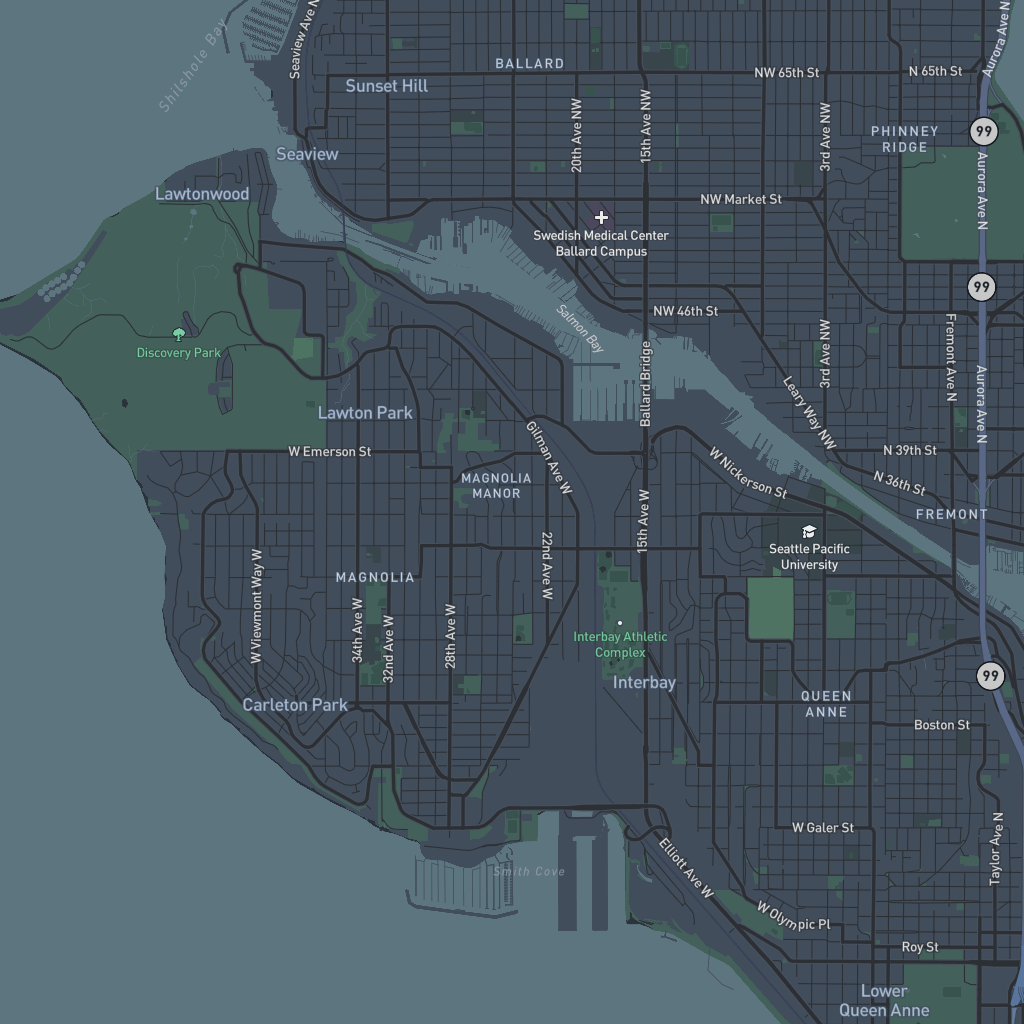 Shilshole Bay
Seaview Ave N
Aurora Ave N
BALLARD
NW 65th St
N 65th St
Sunset Hill
99
PHINNEY
RIDGE
20th Ave NW
15th Ave NW
3rd Ave NW
Seaview
Aurora Ave N
Lawtonwood
NW Market St
Swedish Medical Center
Ballard Campus
99
NW 46th St
Salmon Bay
Discovery Park
3rd Ave NW
Fremont Ave N
Ballard Bridge
Aurora Ave N
Leary Way NW
Lawton Park
W Emerson St
Gilman Ave W
N 39th St
W Nickerson St
N 36th St
MAGNOLIA
MANOR
FREMONT
15th Ave W
Seattle Pacific
University
22nd Ave W
W Viewmont Way W
MAGNOLIA
34th Ave W
32nd Ave W
28th Ave W
Interbay Athletic
Complex
Interbay
99
QUEEN
ANNE
Carleton Park
Boston St
W Galer St
Taylor Ave N
Elliott Ave W
Smith Cove
W Olympic Pl
Roy St
Lower
Queen Anne